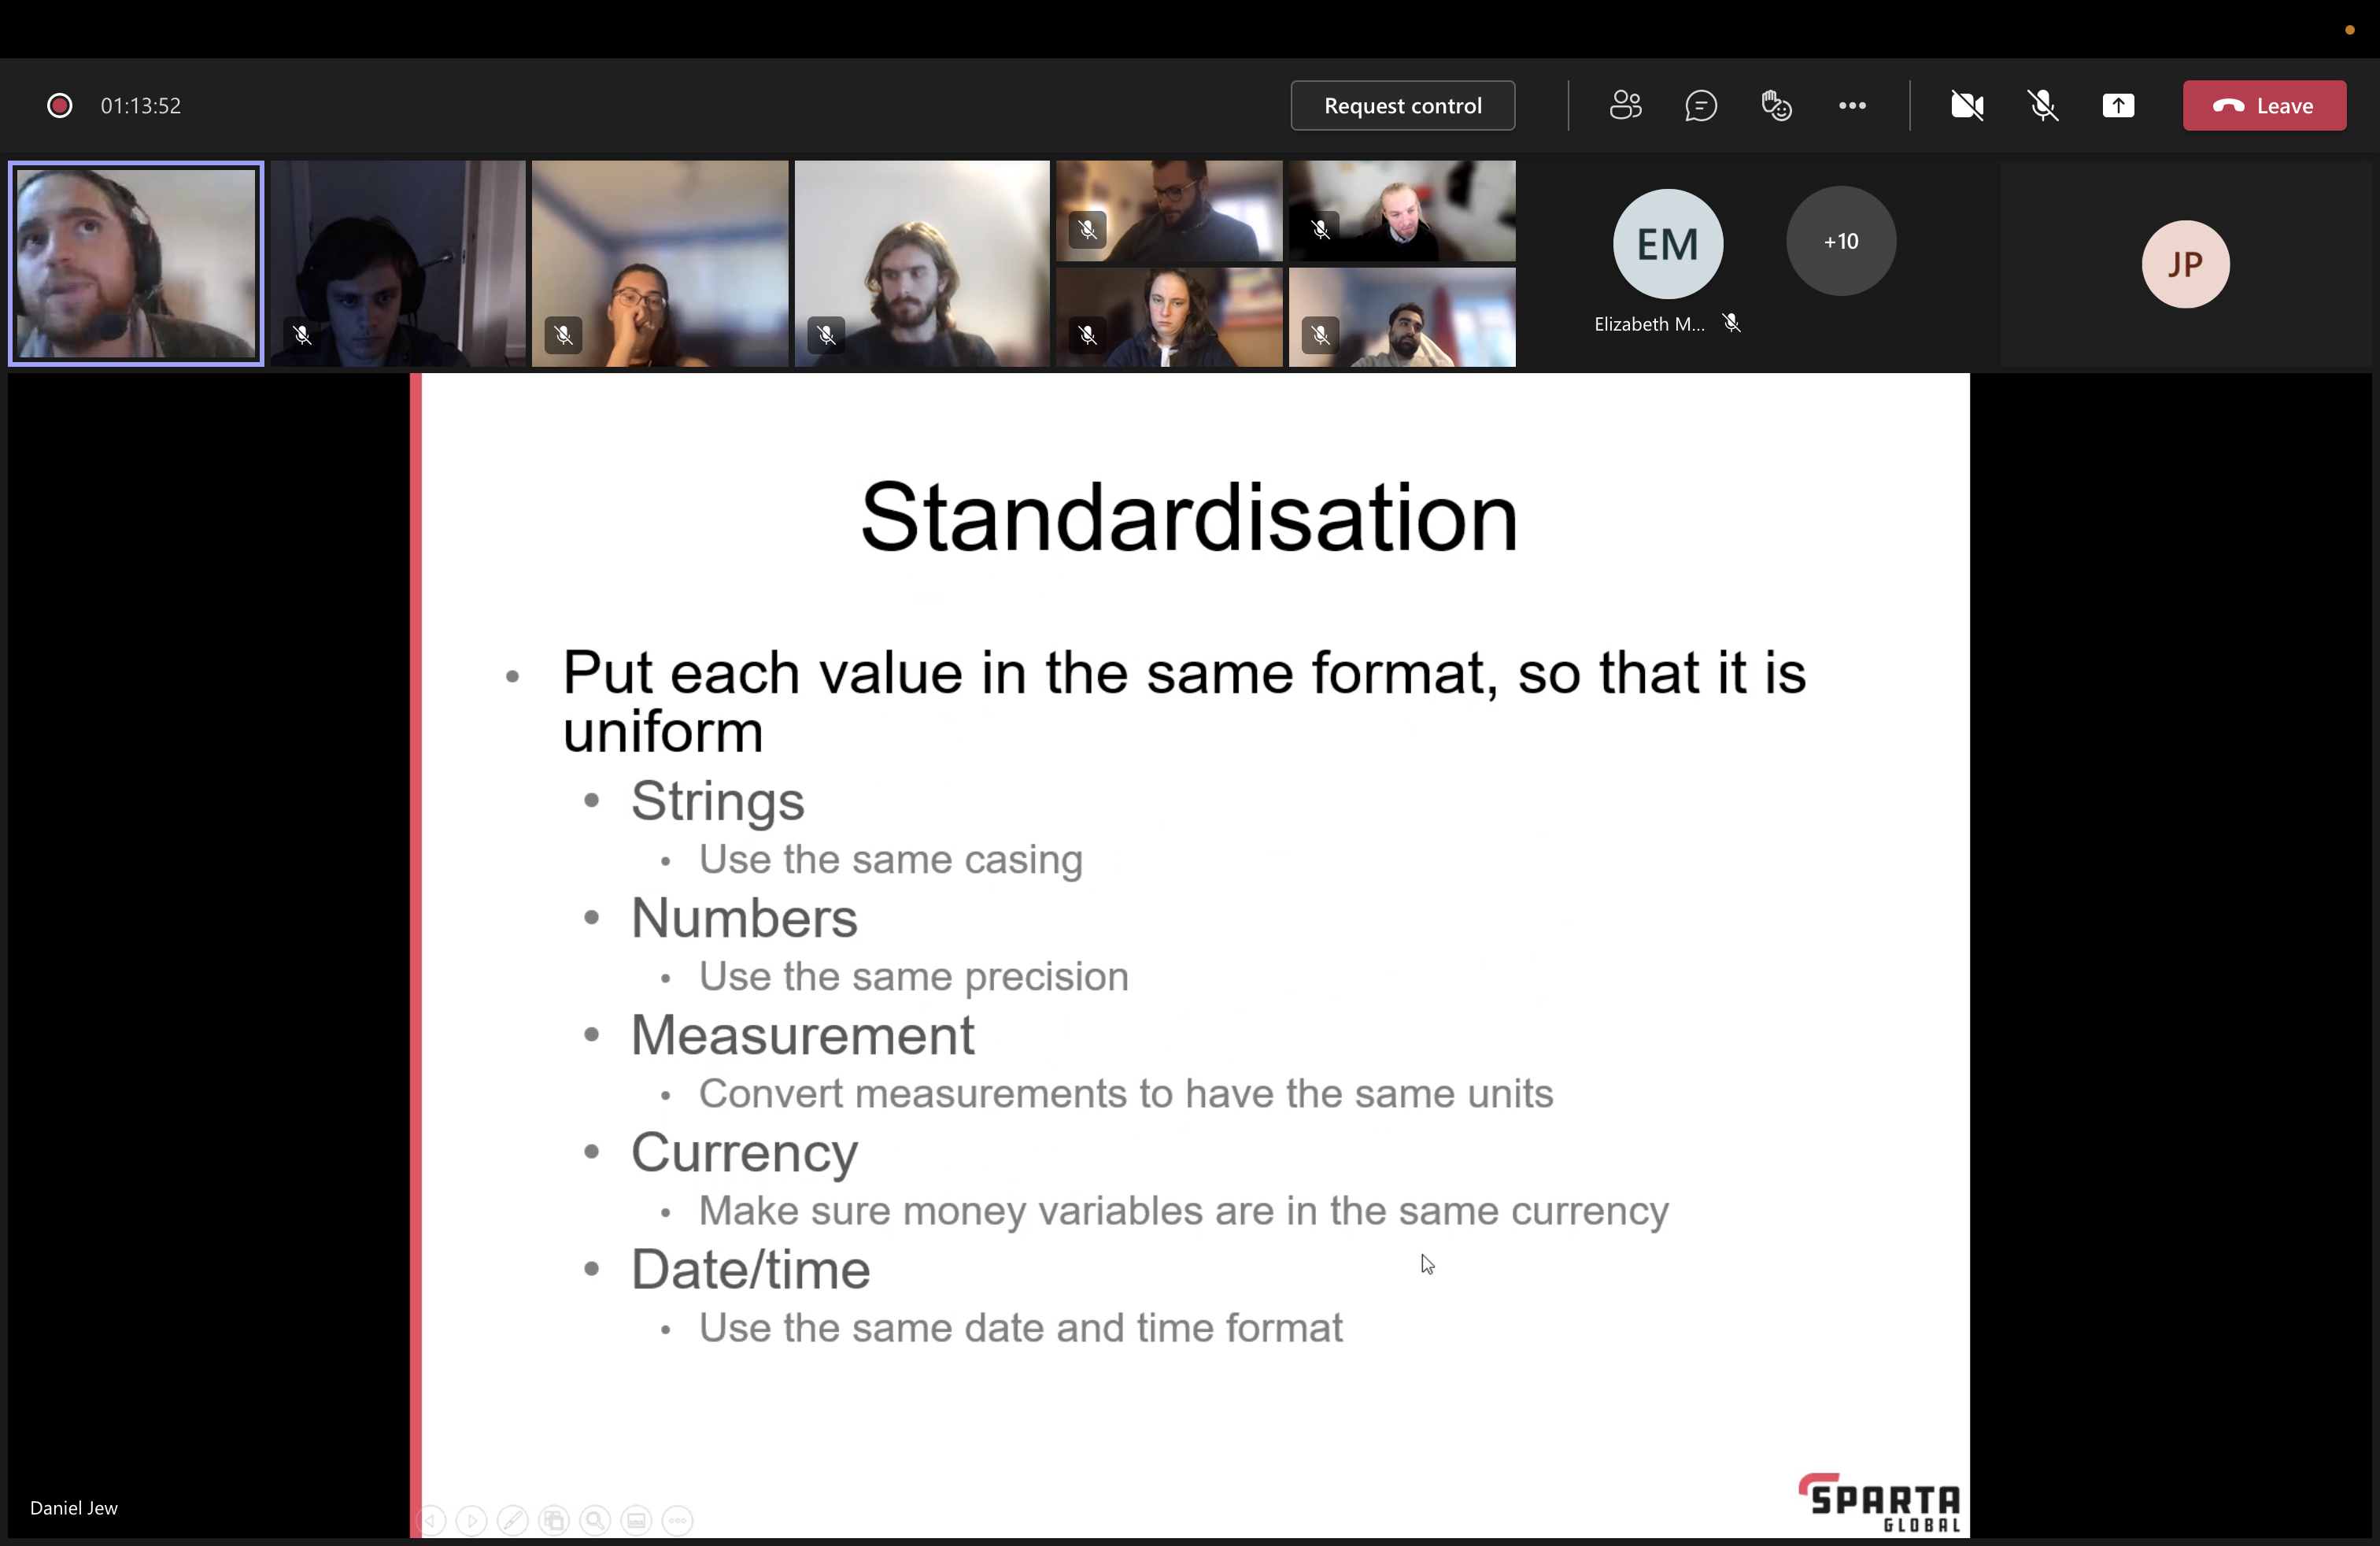 01:13:52
Request control
Leave
EM
+10
JP
Elizabeth M...
Standardisation
Put each value in the same format, so that it is
uniform
Strings
Use the same casing
Numbers
Use the same precision
Measurement
Convert measurements to have the same units
Currency
Make sure money variables are in the same currency
Date/time
Use the same date and time format
Daniel Jew
SPARTA
GLOBAL